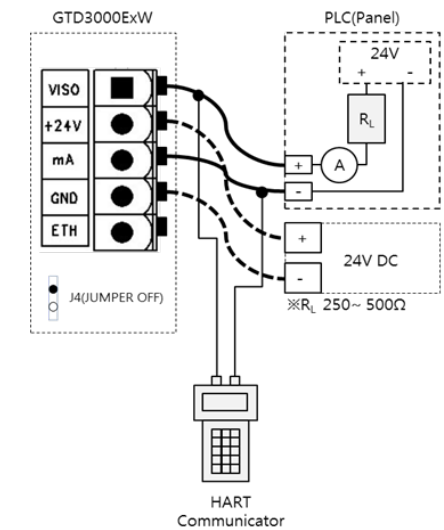 GTD3000ExW
PLC(Panel)
24V
+ -
RL
A
+
-
VISO
+24V
mA
GND
ETH
J4(JUMPER OFF)
+
-
24V DC
※RL 250~ 500Ω
HART
Communicator